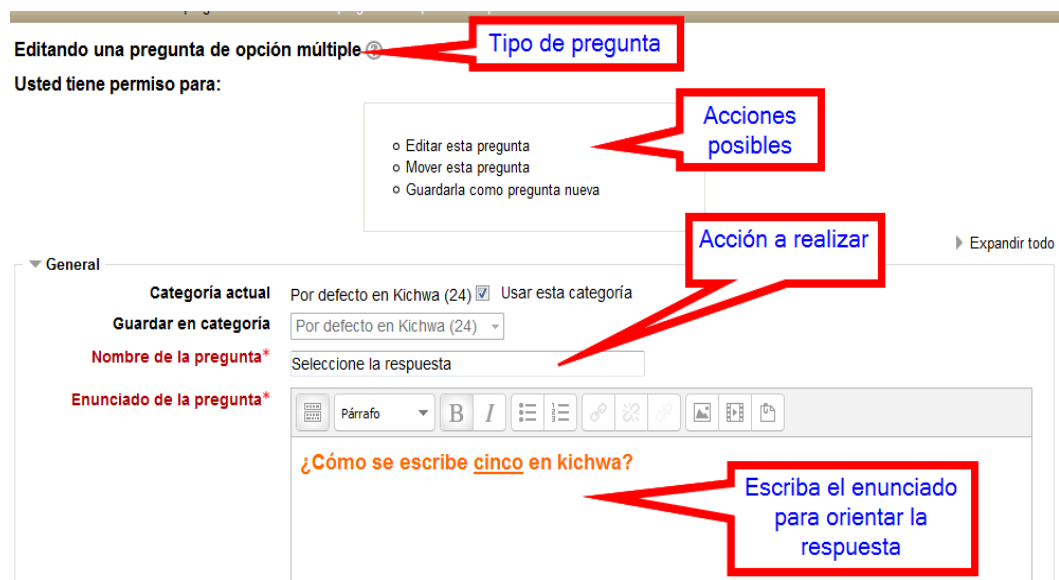 Editando una pregunta de opción múltiple
Tipo de pregunta
Usted tiene permiso para:
Acciones
posibles
Editar esta pregunta
Mover esta pregunta
Guardarla como pregunta nueva
Acción a realizar
Expandir todo
General
Categoría actual Por defecto en Kichwa (24) Usar esta categoría
Guardar en categoría Por defecto en Kichwa (24)
Nombre de la pregunta* Seleccione la respuesta
Enunciado de la pregunta* Párrafo B I
¿Cómo se escribe cinco en kichwa?
Escriba el enunciado
para orientar la
respuesta